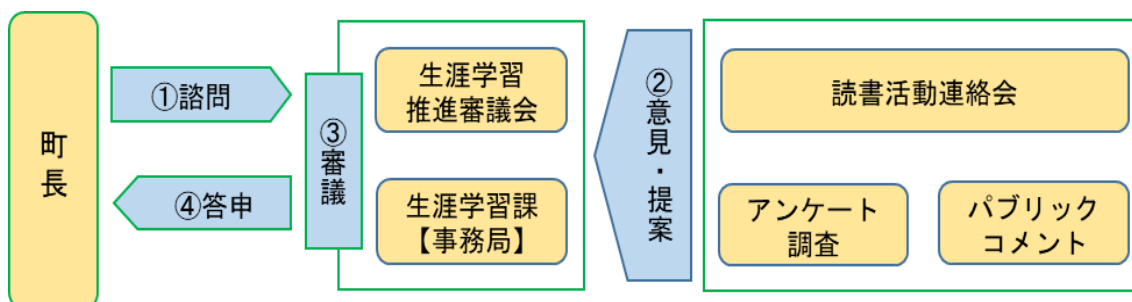 町長
①諮問
④答申
③審議
生涯学習
推進審議会
生涯学習課
【事務局】
②意見・提案
読書活動連絡会
アンケート
調査
パブリック
コメント